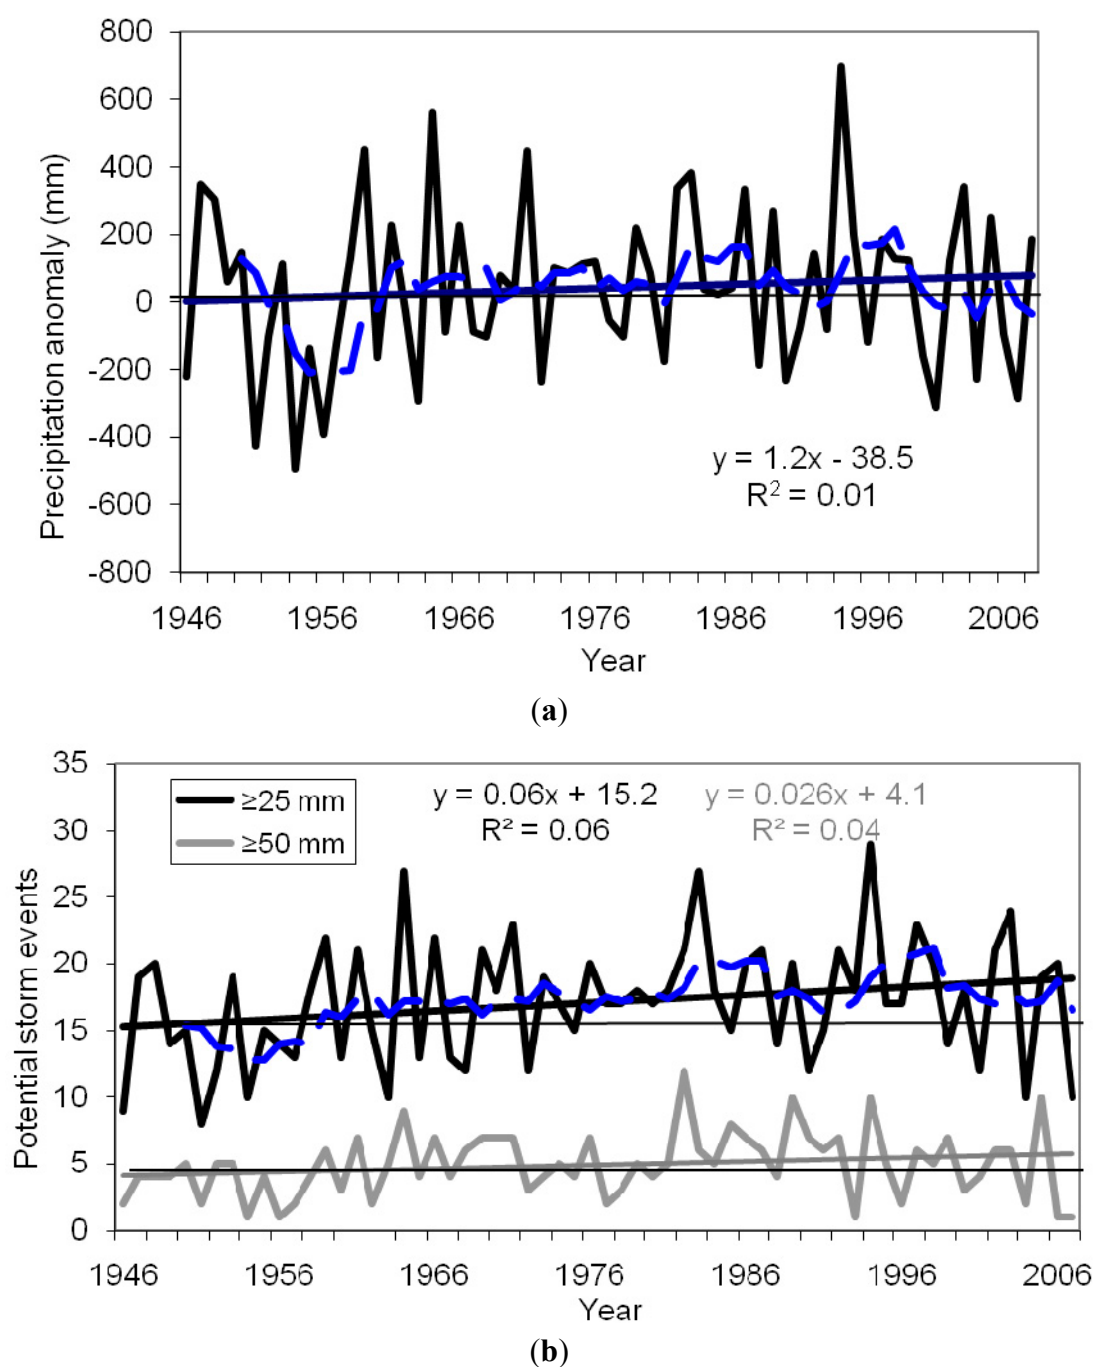 800
600
400
200
0
-200
-400
-600
-800
Precipitation anomaly (mm)
y = 1.2x - 38.5
R² = 0.01
1946 1956 1966 1976 1986 1996 2006
Year
(a)
35
30
25
20
15
10
5
0
Potential storm events
≥25 mm
≥50 mm
y = 0.06x + 15.2 y = 0.026x + 4.1
R² = 0.06 R² = 0.04
1946 1956 1966 1976 1986 1996 2006
Year
(b)